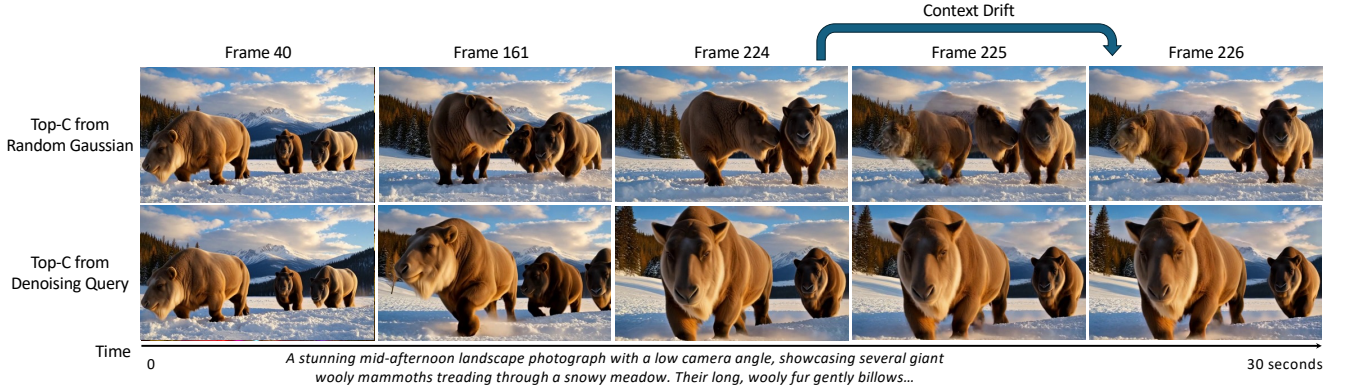 Context Drift
Frame 40
Frame 161
Frame 224
Frame 225
Frame 226
Top-C from
Random Gaussian
Top-C from
Denoising Query
Time
0
A stunning mid-afternoon landscape photograph with a low camera angle, showcasing several giant
wooly mammoths treading through a snowy meadow. Their long, wooly fur gently billows…
30 seconds